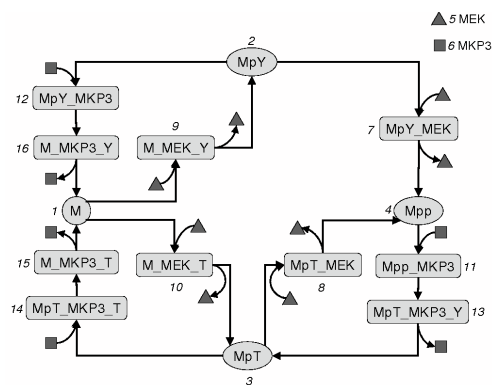 5 MEK
2
6 MKP3
MpY
12 MpY_MKP3
9
7 MpY_MEK
16 M_MKP3_Y
M_MEK_Y
1 M
4 Mpp
15 M_MKP3_T
M_MEK_T
MpT_MEK
Mpp_MKP3
10
8
11
14 MpT_MKP3_T
MpT_MKP3_Y 13
MpT
3